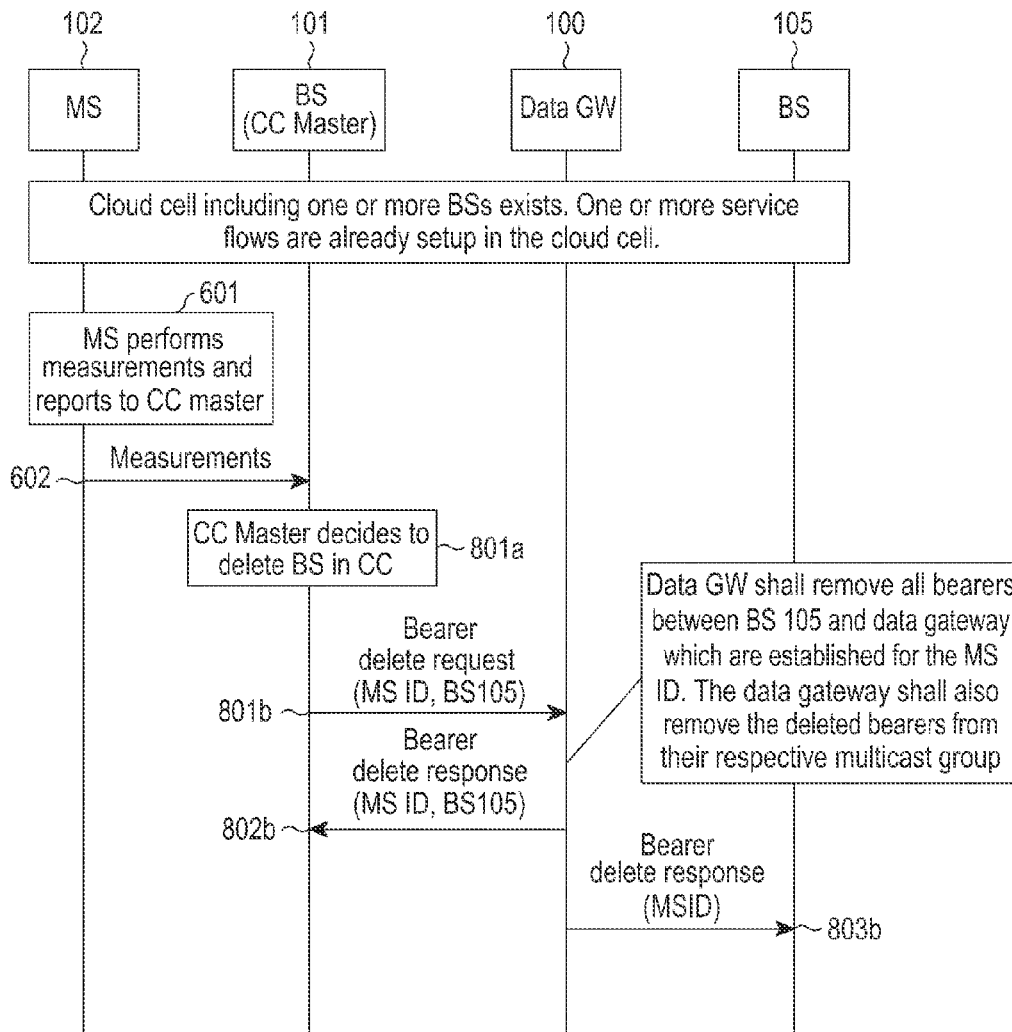 102
101
100
105
MS
BS
(CC Master)
Data GW
BS
Cloud cell including one or more BSs exists. One or more service
flows are already setup in the cloud cell.
601
MS performs
measurements and
reports to CC master
602
Measurements
CC Master decides to
delete BS in CC
801a
Data GW shall remove all bearers
between BS 105 and data gateway
which are established for the MS
ID. The data gateway shall also
remove the deleted bearers from
their respective multicast group
Bearer
delete request
(MS ID, BS105)
801b
Bearer
delete response
(MS ID, BS105)
802b
Bearer
delete response
(MSID)
803b